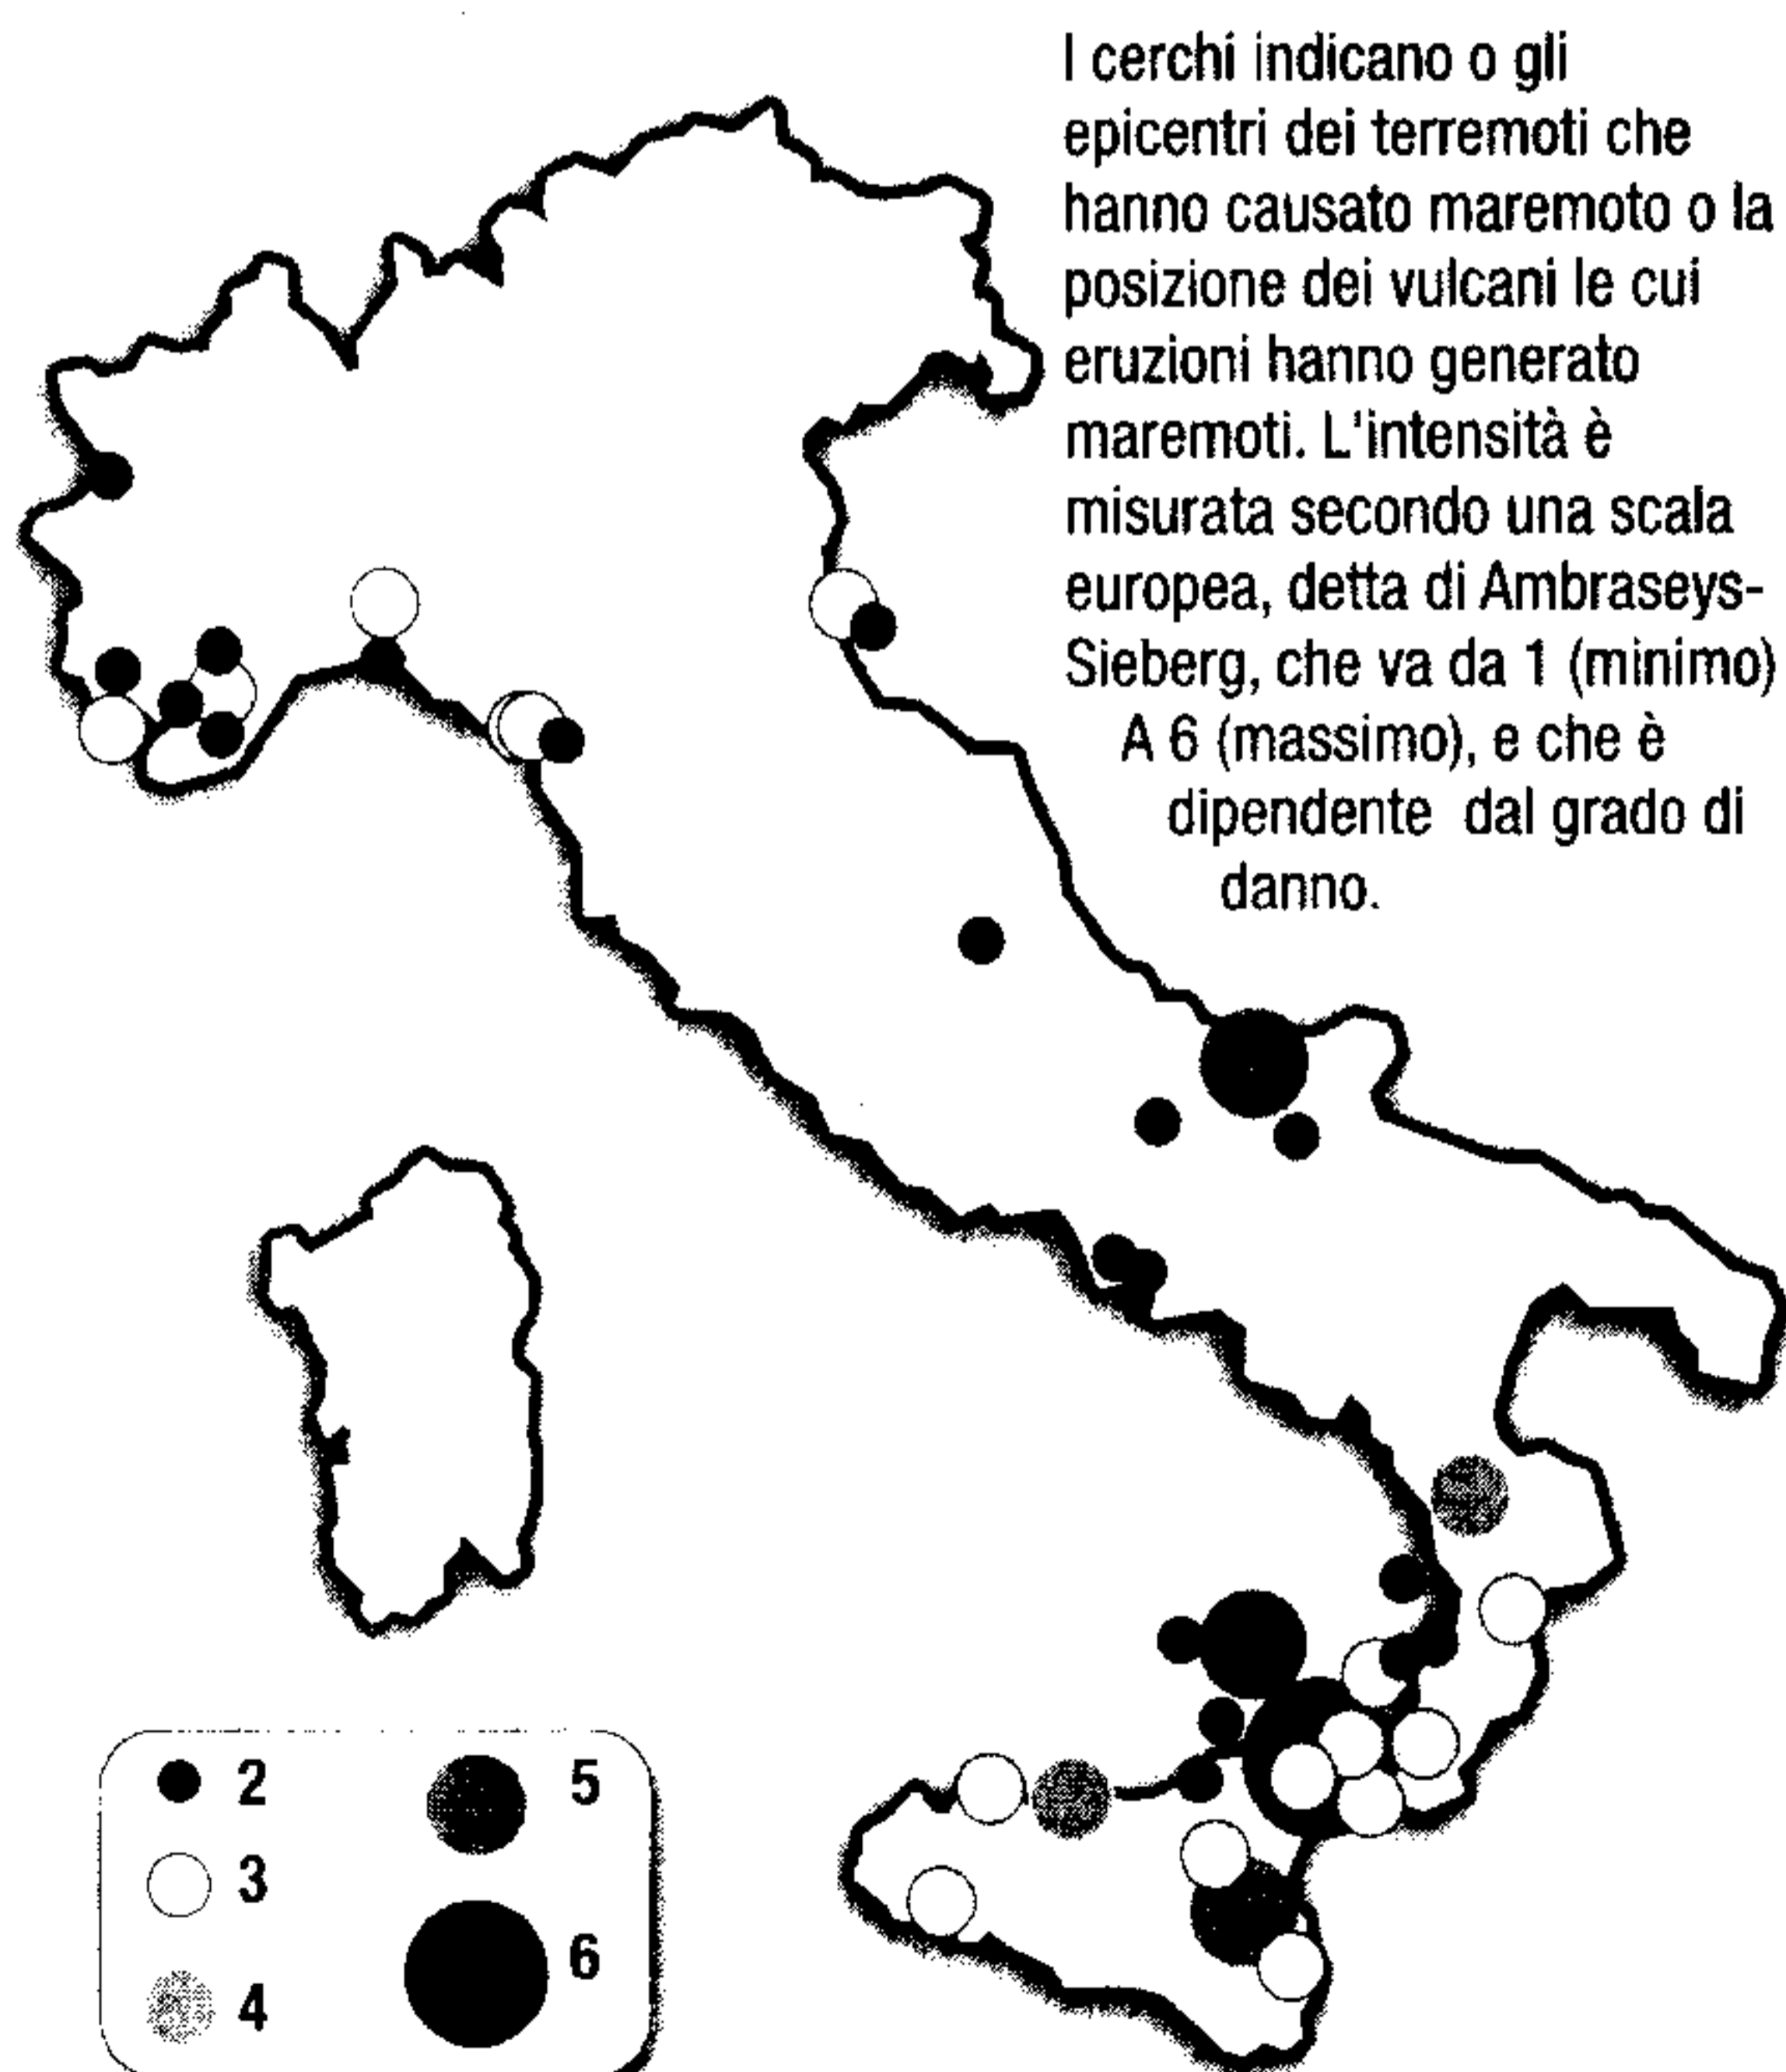 I cerchi indicano o gli
epicentri dei terremoti che
hanno causato maremoto o la
posizione dei vulcani le cui
eruzioni hanno generato
maremoti. L'intensità è
misurata secondo una scala
europea, detta di Ambraseys-
Sieberg, che va da 1 (minimo)
A 6 (massimo), e che è
dipendente dal grado di
danno.
2
5
3
6
4